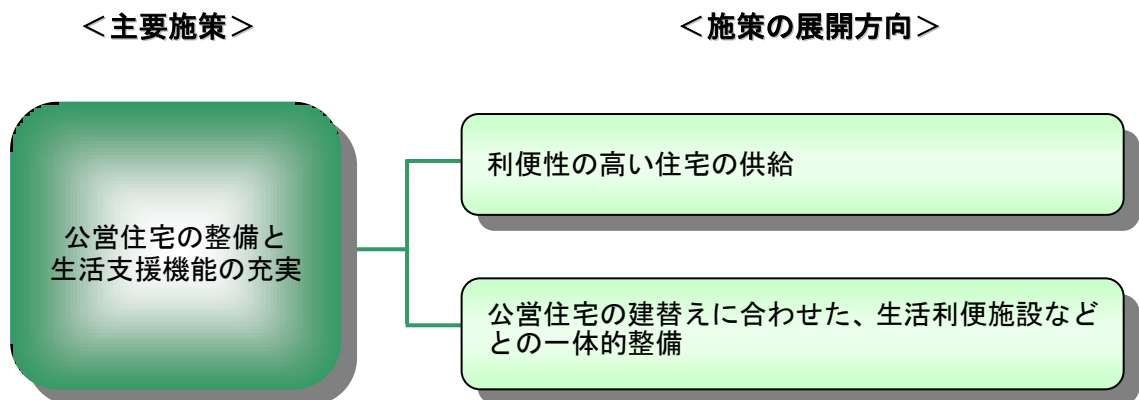 ＜主要施策＞
＜施策の展開方向＞
公営住宅の整備と
生活支援機能の充実
利便性の高い住宅の供給
公営住宅の建替えに合わせた、生活利便施設など
との一体的整備